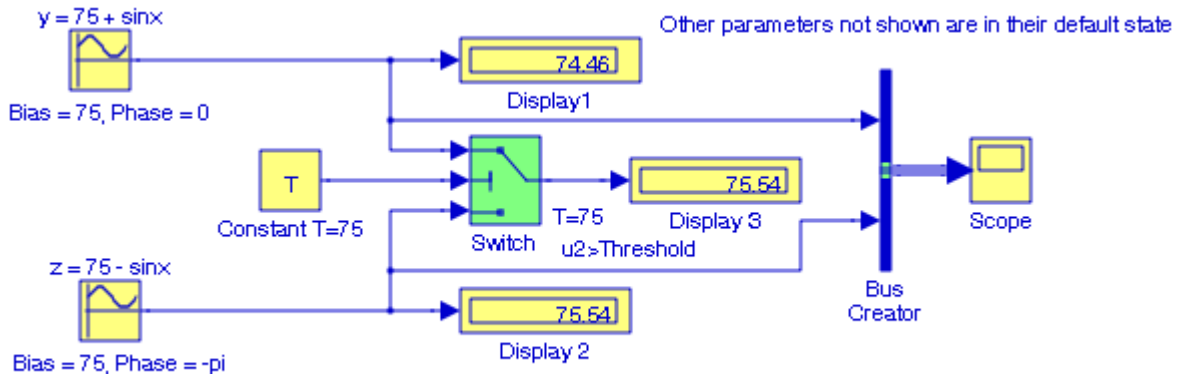 y = 75 + sinx
Other parameters not shown are in their default state
74.46
Display1
Bias = 75, Phase = 0
T
Constant T=75
Switch
75.54
T=75
Display 3
u2>Threshold
Scope
z = 75 - sinx
Bus
Creator
75.54
Display 2
Bias = 75, Phase = -pi